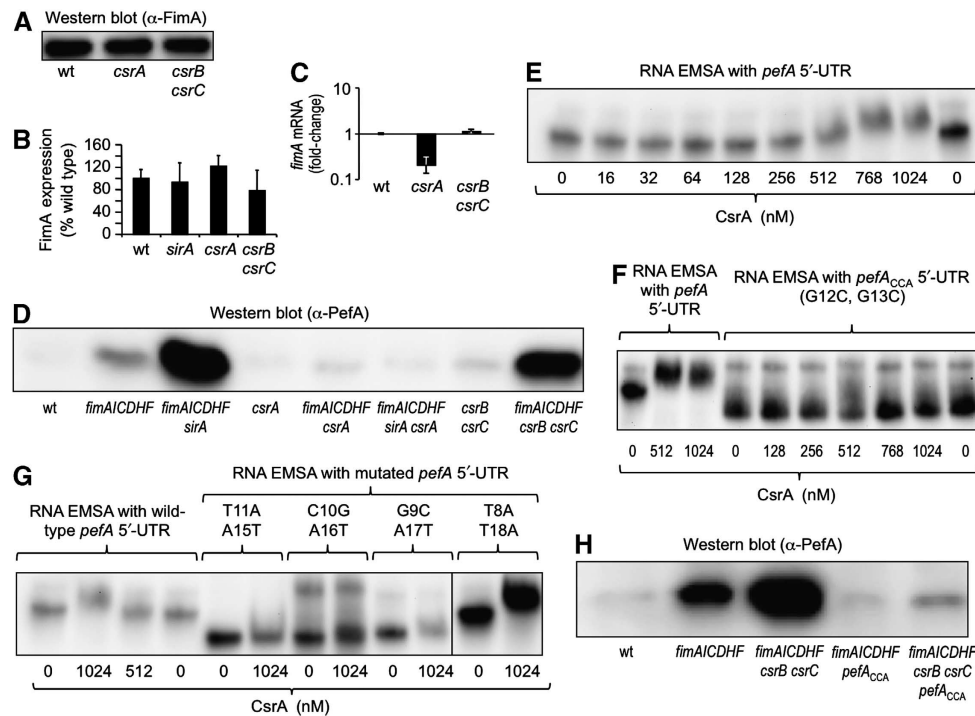 A
Western blot (α-FimA)
wt csrA csrB
csrC
B
FimA expression
(% wild type)
160
120
80
40
0
wt sirA csrA csrB
csrC
C
fimA mRNA
(fold-change)
10
1
0.1
wt csrA csrB
csrC
D
Western blot (α-PefA)
wt fimAICDHF fimAICDHF csrA fimAICDHF fimAICDHF csrB fimAICDHF
sirA csrA sirA csrA csrC csrB csrC
E
RNA EMSA with pefA 5′-UTR
0 16 32 64 128 256 512 768 1024 0
CsrA (nM)
F
RNA EMSA
with pefA
5′-UTR
RNA EMSA with pefACCA 5′-UTR
(G12C, G13C)
0 512 1024 0 128 256 512 768 1024 0
CsrA (nM)
G
RNA EMSA with mutated pefA 5′-UTR
RNA EMSA with wild-
type pefA 5′-UTR
T11A C10G G9C T8A
A15T A16T A17T T18A
0 1024 512 0 0 1024 0 1024 0 1024 0 1024
CsrA (nM)
H
Western blot (α-PefA)
wt fimAICDHF fimAICDHF fimAICDHF fimAICDHF
csrB csrC pefACCA csrB csrC
pefACCA